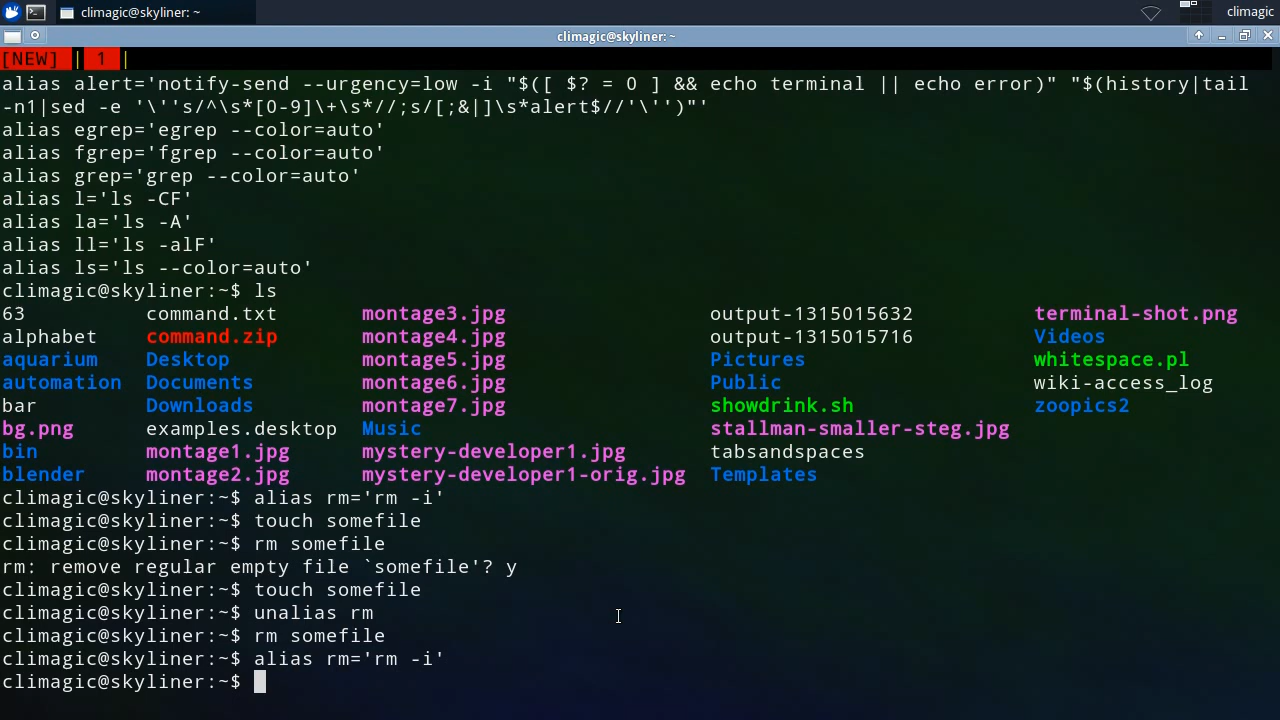 climagic@skyliner: ~ climagic
climagic@skyliner: ~
[NEW] | 1 |
alias alert='notify-send --urgency=low -i "$([ $? = 0 ] && echo terminal || echo error)" "$(history|tail
-n1|sed -e '\''s/^\s*[0-9]\+\s*//;s/[;&|]\s*alert$//'\'')"'
alias egrep='egrep --color=auto'
alias fgrep='fgrep --color=auto'
alias grep='grep --color=auto'
alias l='ls -CF'
alias la='ls -A'
alias ll='ls -alF'
alias ls='ls --color=auto'
climagic@skyliner:~$ ls
63 command.txt montage3.jpg output-1315015632 terminal-shot.png
alphabet command.zip montage4.jpg output-1315015716 Videos
aquarium Desktop montage5.jpg Pictures whitespace.pl
automation Documents montage6.jpg Public wiki-access_log
bar Downloads montage7.jpg showdrink.sh zoopics2
bg.png examples.desktop Music stallman-smaller-steg.jpg
bin montage1.jpg mystery-developer1.jpg tabsandspaces
blender montage2.jpg mystery-developer1-orig.jpg Templates
climagic@skyliner:~$ alias rm='rm -i'
climagic@skyliner:~$ touch somefile
climagic@skyliner:~$ rm somefile
rm: remove regular empty file `somefile'? y
climagic@skyliner:~$ touch somefile
climagic@skyliner:~$ unalias rm
climagic@skyliner:~$ rm somefile
climagic@skyliner:~$ alias rm='rm -i'
climagic@skyliner:~$